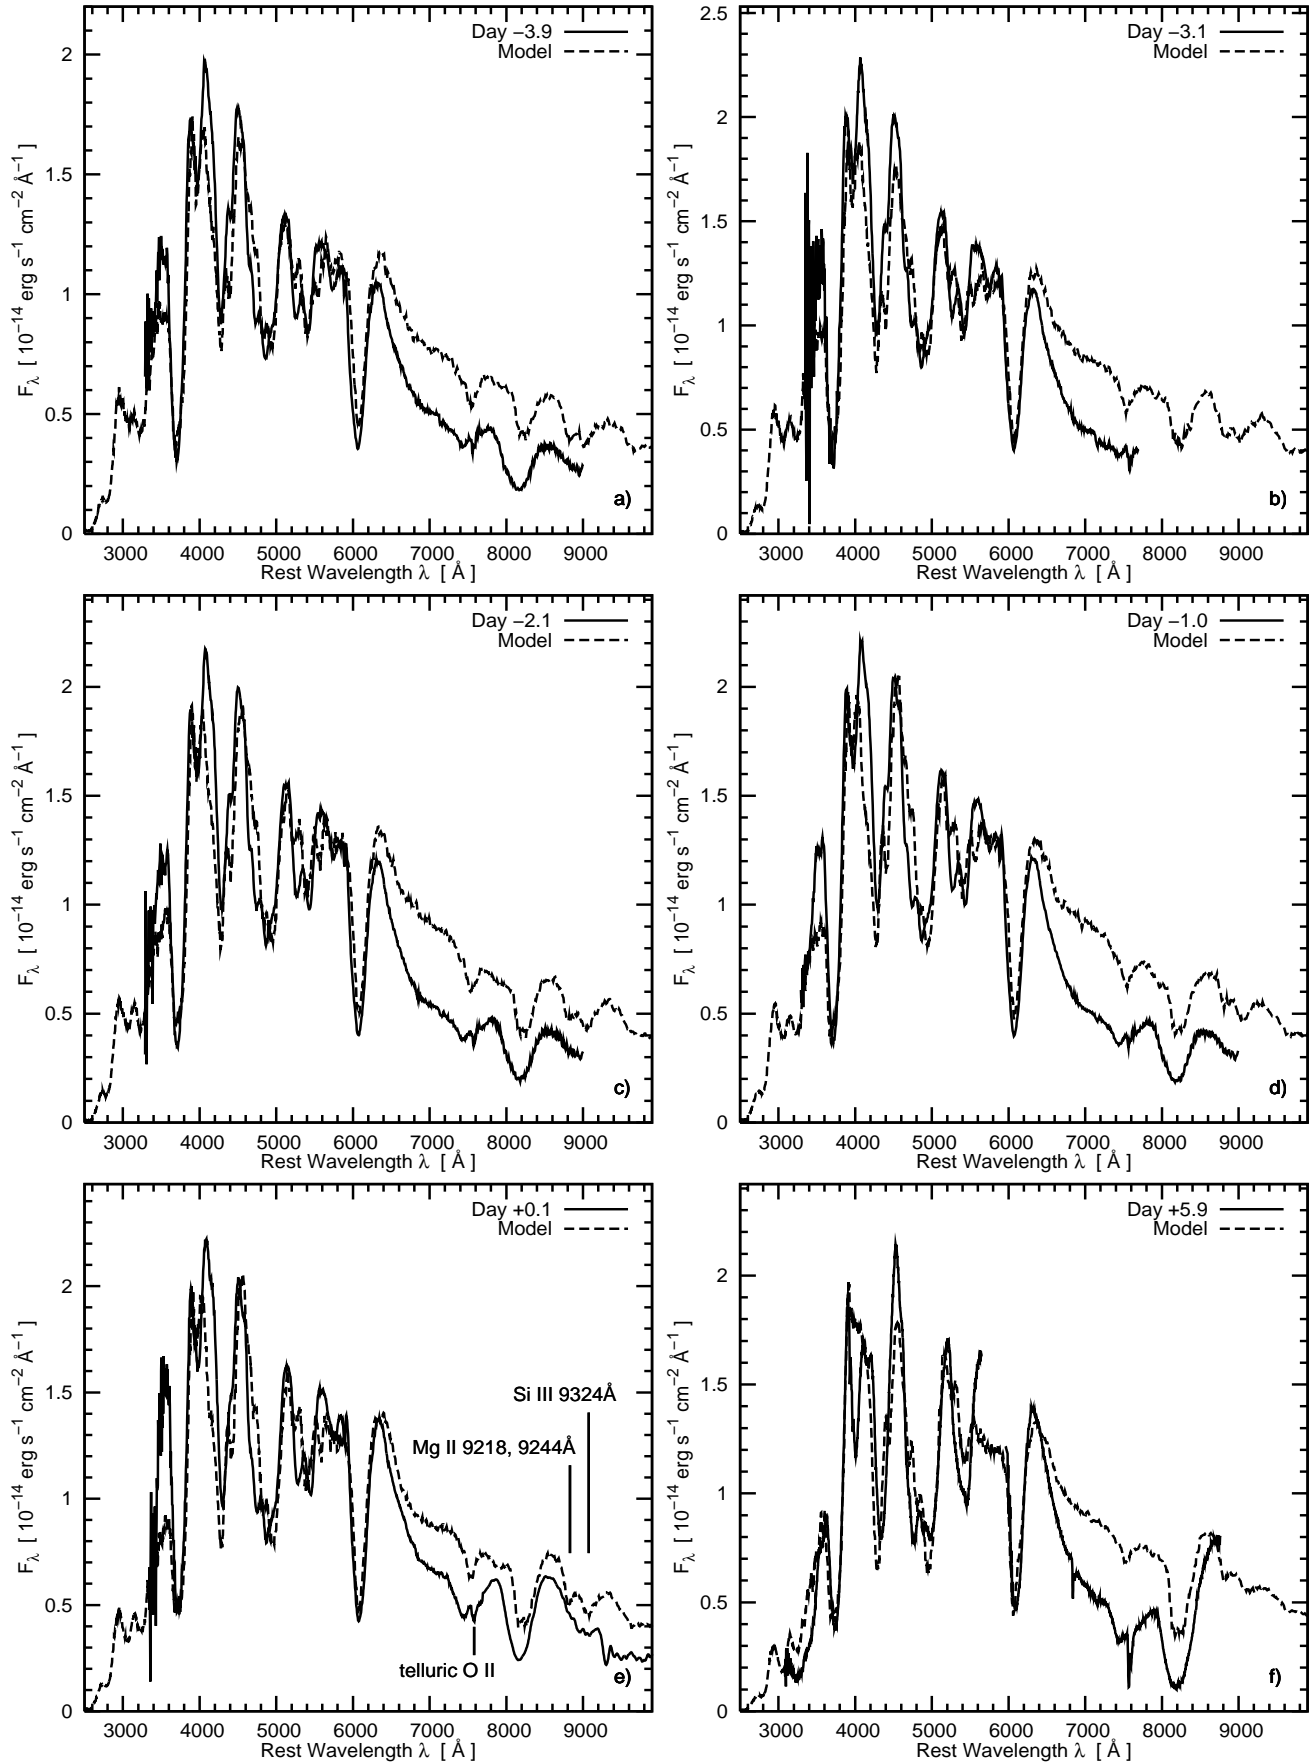 Day −3.9
Model
2
1.5
1
0.5
0
F_λ [ 10⁻¹⁴ erg s⁻¹ cm⁻² Å⁻¹ ]
a)
3000 4000 5000 6000 7000 8000 9000
Rest Wavelength λ [ Å ]
Day −3.1
Model
2.5
2
1.5
1
0.5
0
F_λ [ 10⁻¹⁴ erg s⁻¹ cm⁻² Å⁻¹ ]
b)
3000 4000 5000 6000 7000 8000 9000
Rest Wavelength λ [ Å ]
Day −2.1
Model
2
1.5
1
0.5
0
F_λ [ 10⁻¹⁴ erg s⁻¹ cm⁻² Å⁻¹ ]
c)
3000 4000 5000 6000 7000 8000 9000
Rest Wavelength λ [ Å ]
Day −1.0
Model
2
1.5
1
0.5
0
F_λ [ 10⁻¹⁴ erg s⁻¹ cm⁻² Å⁻¹ ]
d)
3000 4000 5000 6000 7000 8000 9000
Rest Wavelength λ [ Å ]
Day +0.1
Model
2
1.5
1
0.5
0
F_λ [ 10⁻¹⁴ erg s⁻¹ cm⁻² Å⁻¹ ]
Si III 9324Å
Mg II 9218, 9244Å
telluric O II
e)
3000 4000 5000 6000 7000 8000 9000
Rest Wavelength λ [ Å ]
Day +5.9
Model
2
1.5
1
0.5
0
F_λ [ 10⁻¹⁴ erg s⁻¹ cm⁻² Å⁻¹ ]
f)
3000 4000 5000 6000 7000 8000 9000
Rest Wavelength λ [ Å ]